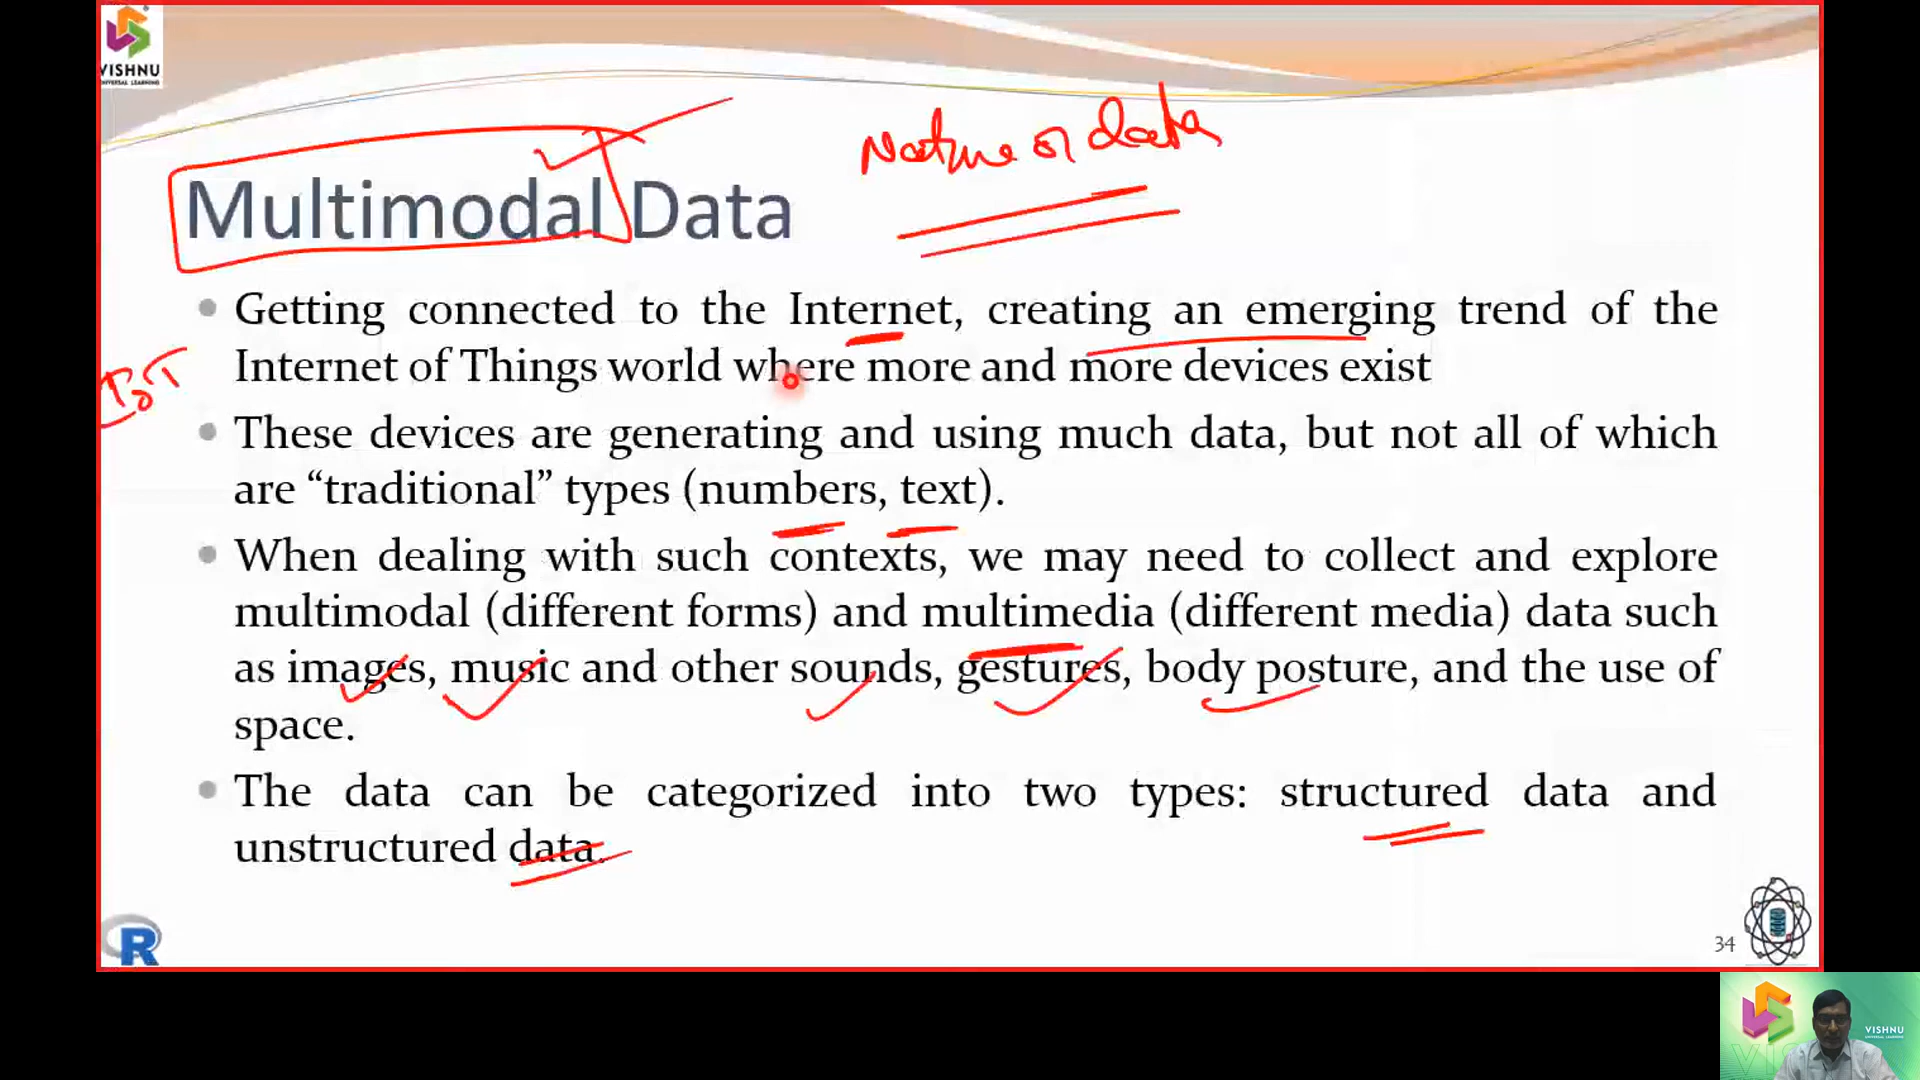 VISHNU
UNIVERSAL LEARNING
Nature of data
Multimodal Data
Getting connected to the Internet, creating an emerging trend of the
Internet of Things world where more and more devices exist
IOT
These devices are generating and using much data, but not all of which
are “traditional” types (numbers, text).
When dealing with such contexts, we may need to collect and explore
multimodal (different forms) and multimedia (different media) data such
as images, music and other sounds, gestures, body posture, and the use of
space.
The data can be categorized into two types: structured data and
unstructured data.
R
34
VISHNU
UNIVERSAL LEARNING